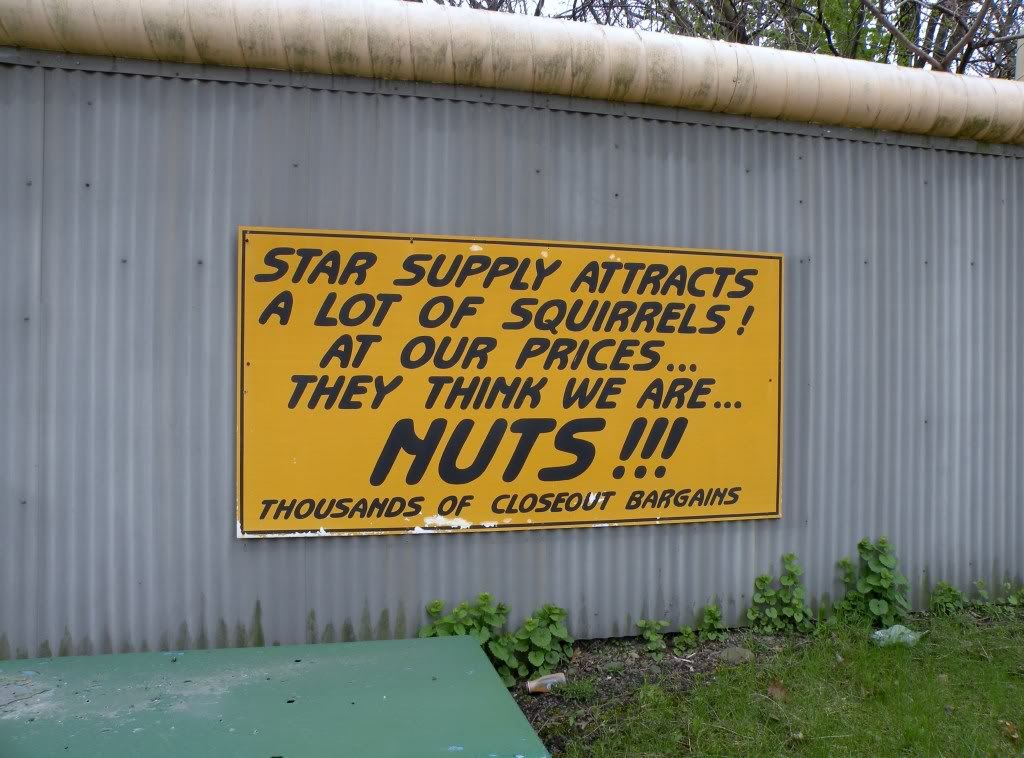 STAR SUPPLY ATTRACTS
A LOT OF SQUIRRELS!
AT OUR PRICES...
THEY THINK WE ARE...
NUTS!!!
THOUSANDS OF CLOSEOUT BARGAINS